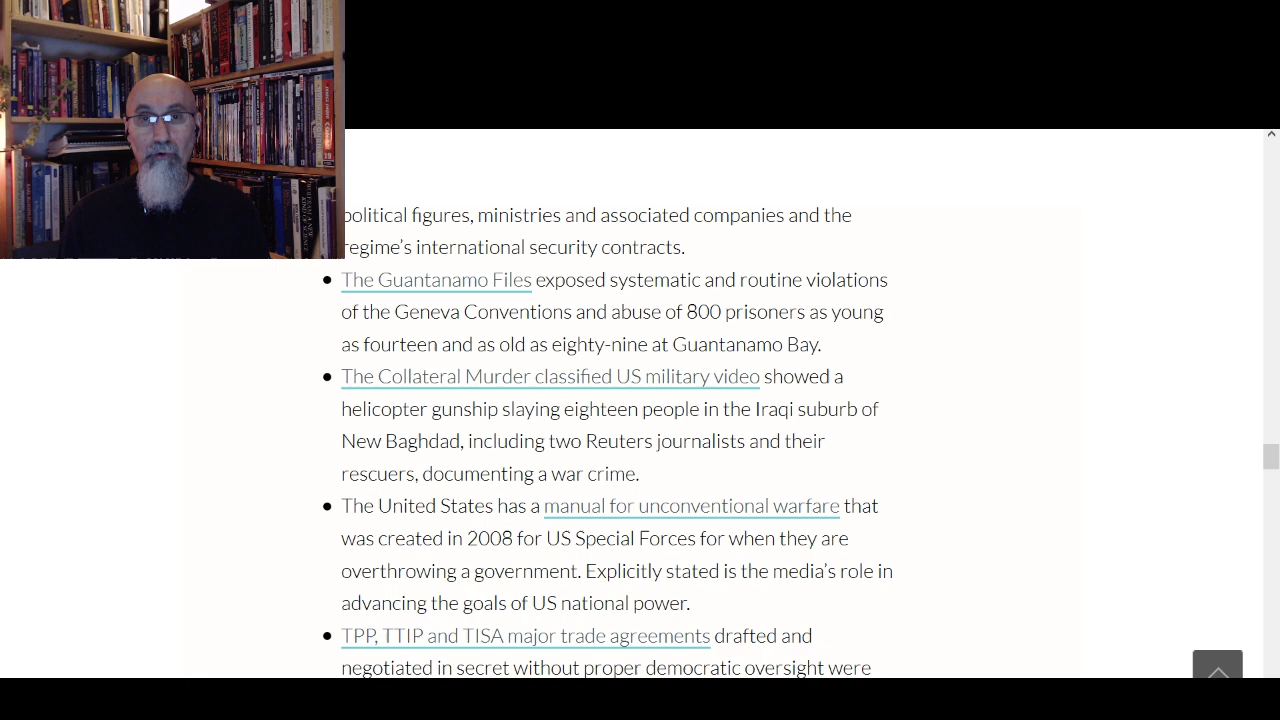 political figures, ministries and associated companies and the
regime’s international security contracts.
The Guantanamo Files exposed systematic and routine violations
of the Geneva Conventions and abuse of 800 prisoners as young
as fourteen and as old as eighty-nine at Guantanamo Bay.
The Collateral Murder classified US military video showed a
helicopter gunship slaying eighteen people in the Iraqi suburb of
New Baghdad, including two Reuters journalists and their
rescuers, documenting a war crime.
The United States has a manual for unconventional warfare that
was created in 2008 for US Special Forces for when they are
overthrowing a government. Explicitly stated is the media’s role in
advancing the goals of US national power.
TPP, TTIP and TISA major trade agreements drafted and
negotiated in secret without proper democratic oversight were